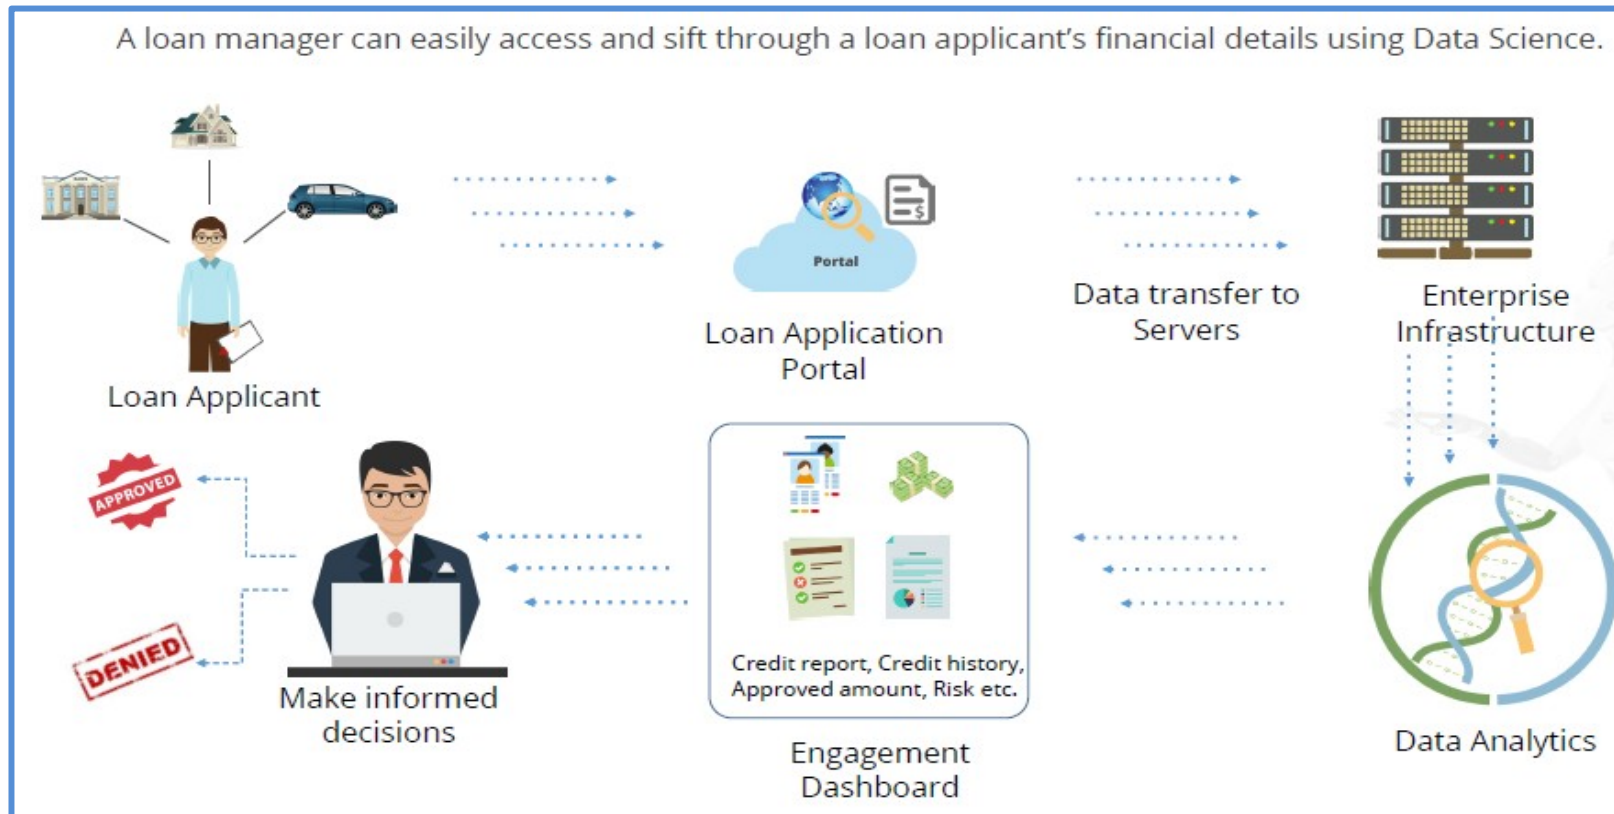 A loan manager can easily access and sift through a loan applicant's financial details using Data Science.
Portal
Loan Applicant
Loan Application
Portal
Data transfer to
Servers
Enterprise
Infrastructure
APPROVED
DENIED
Make informed
decisions
Credit report, Credit history,
Approved amount, Risk etc.
Engagement
Dashboard
Data Analytics